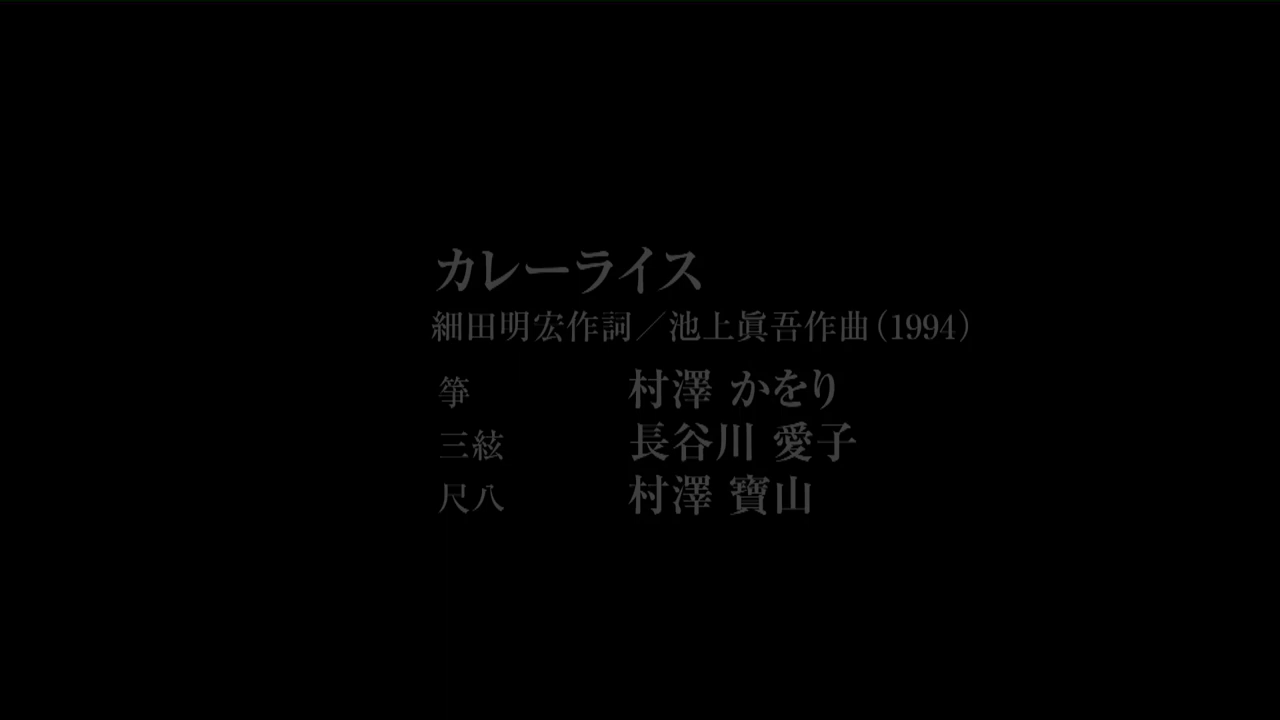 カレーライス
細田明宏作詞／池上眞吾作曲(1994)
箏 村澤 かをり
三絃 長谷川 愛子
尺八 村澤 寶山